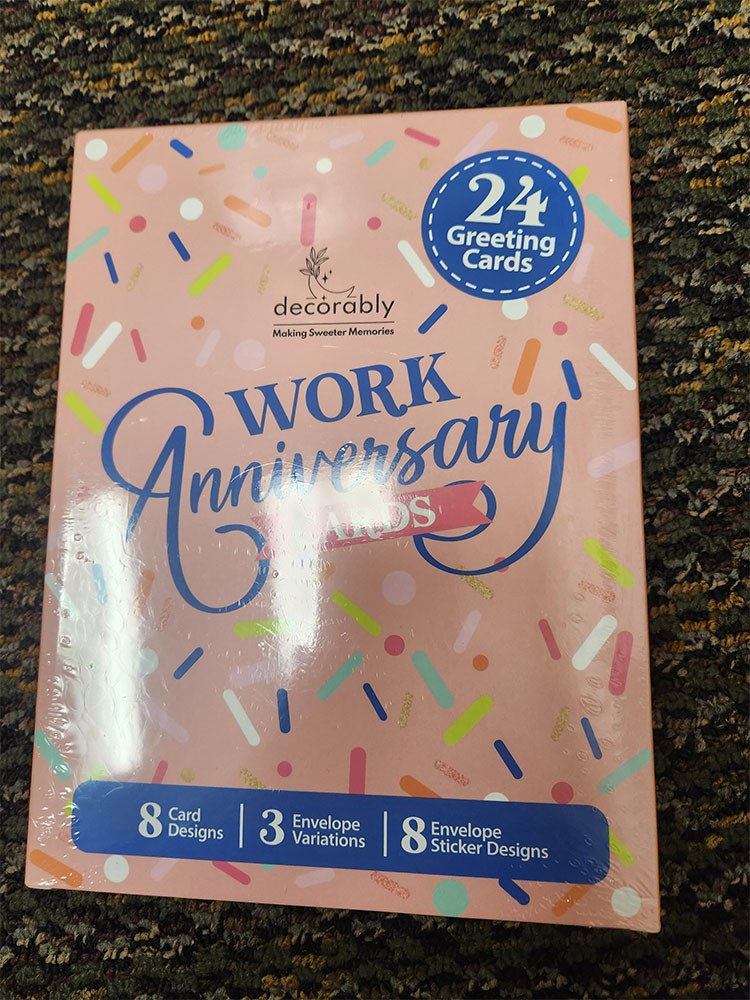 24
Greeting
Cards
decorably
Making Sweeter Memories
WORK
Anniversary
CARDS
8 Card Designs
3 Envelope Variations
8 Envelope Sticker Designs